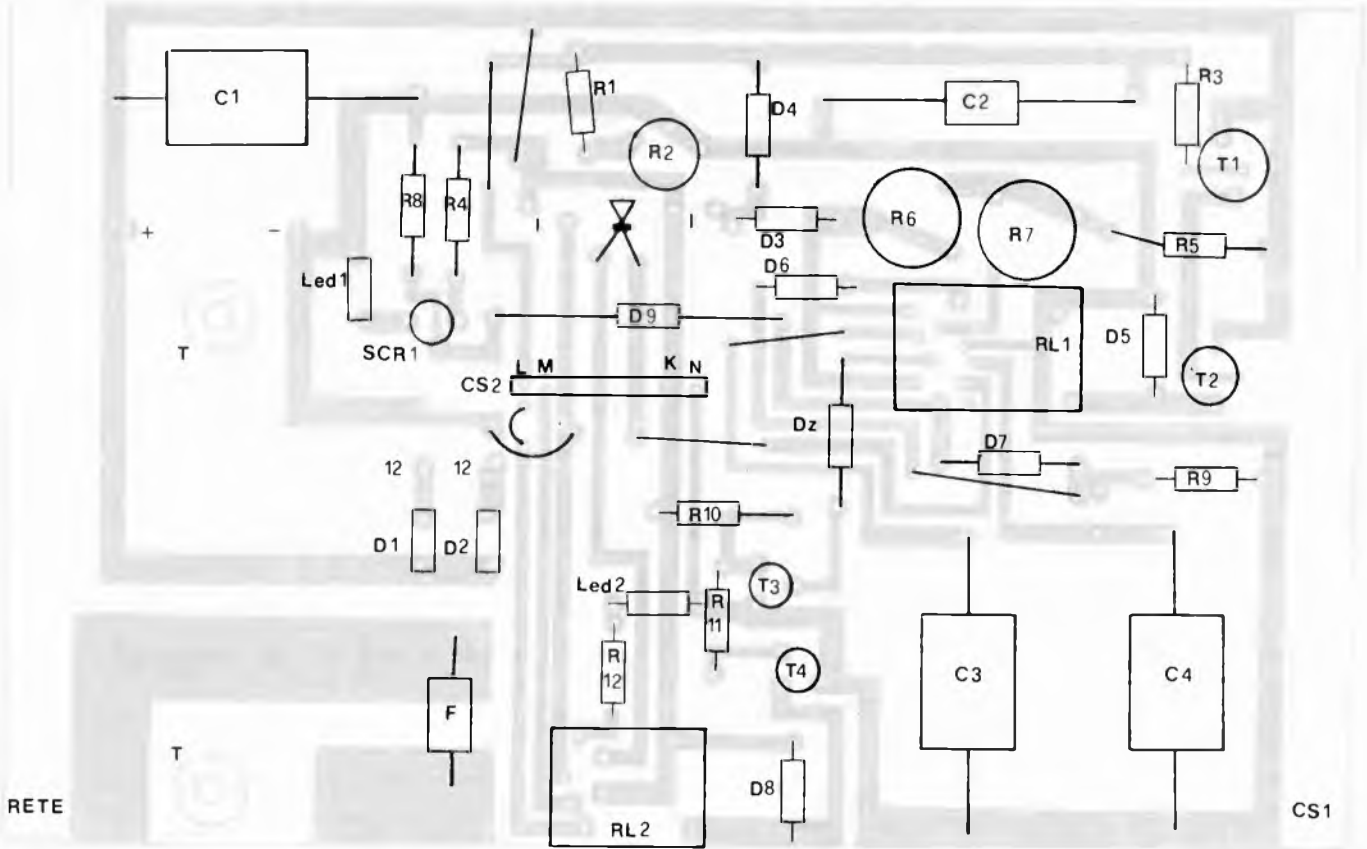 C1
R1
D4
C2
R3
R2
T1
R8
R4
+
-
I
I
D3
R6
R7
R5
D6
Led1
D9
T
SCR1
RL1
D5
L M K N
CS2
T2
Dz
D7
12
12
R9
R10
D1
D2
Led2
T3
R
11
R
12
T4
C3
C4
F
T
D8
RETE
RL2
CS1